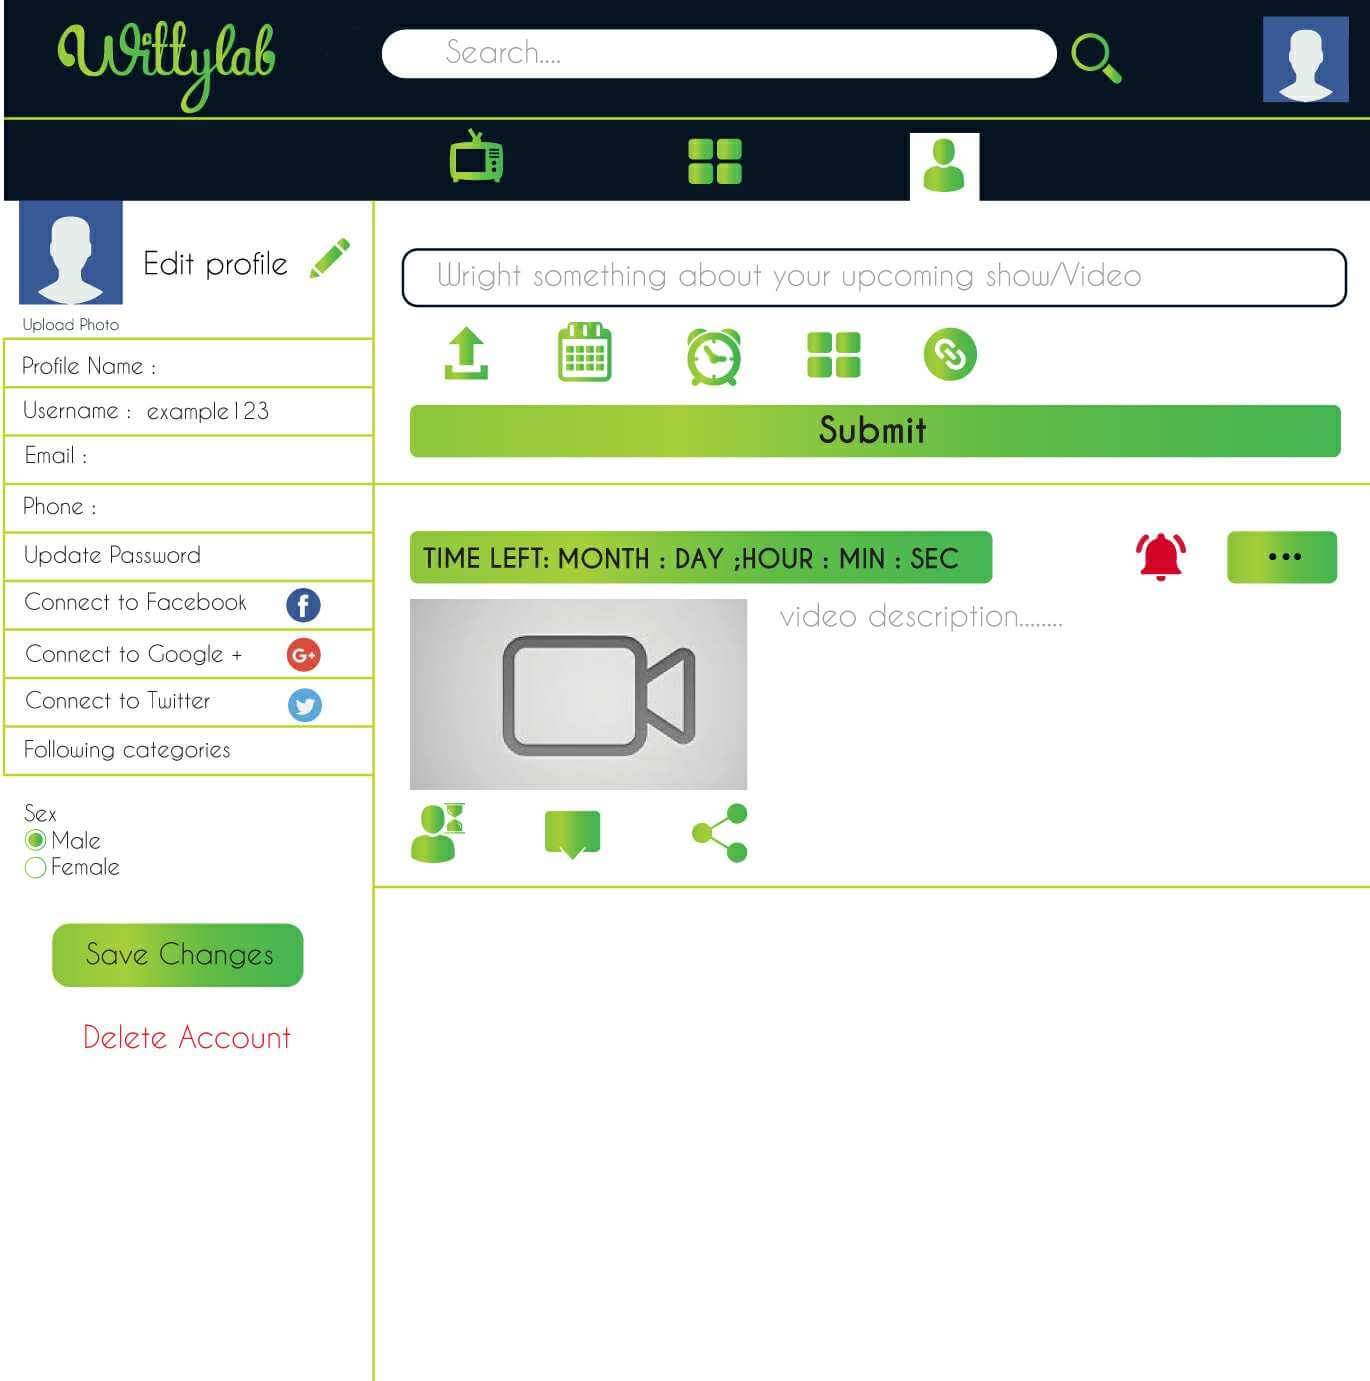 Wittylab
Search....
Edit profile
Upload Photo
Profile Name :
Username : example123
Email :
Phone :
Update Password
Connect to Facebook
f
Connect to Google +
G+
Connect to Twitter
Following categories
Sex
Male
Female
Save Changes
Delete Account
Wright something about your upcoming show/Video
Submit
TIME LEFT: MONTH : DAY ;HOUR : MIN : SEC
...
video description........